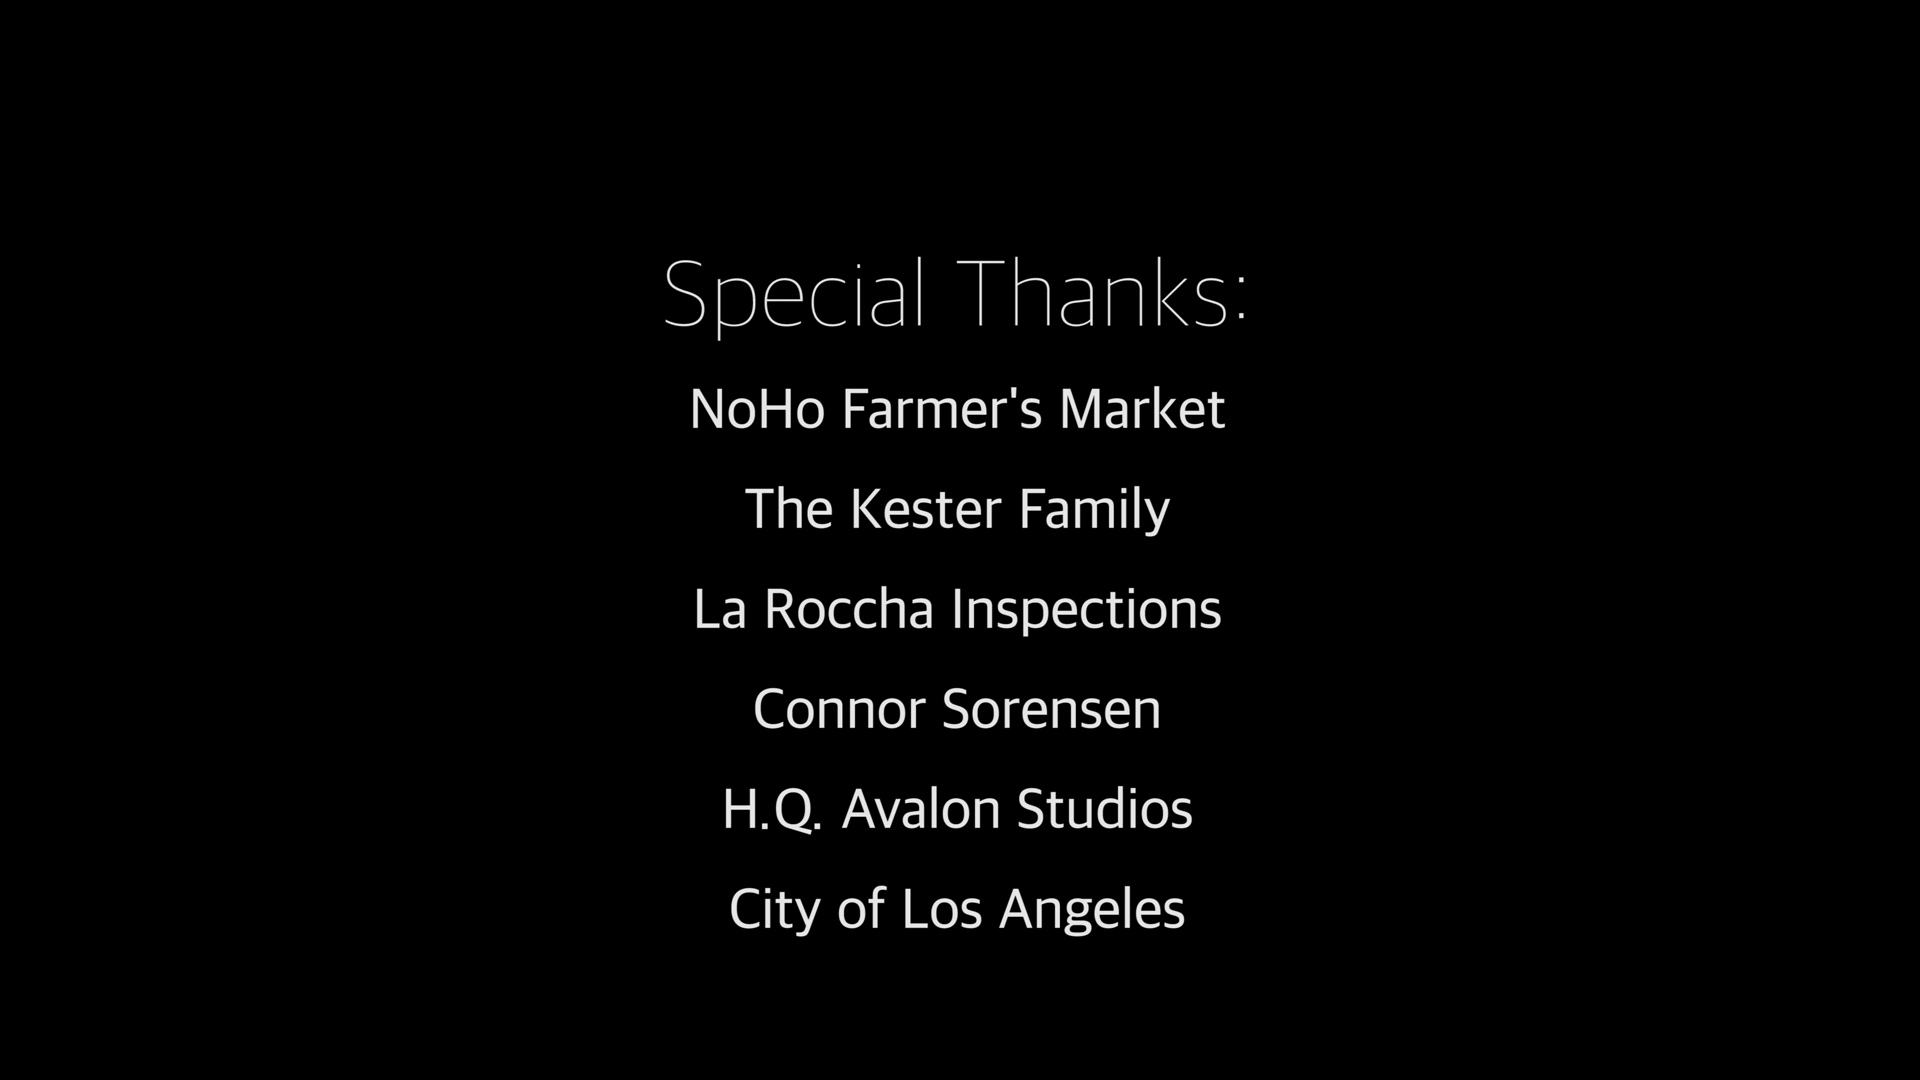 Special Thanks:
NoHo Farmer's Market
The Kester Family
La Roccha Inspections
Connor Sorensen
H.Q. Avalon Studios
City of Los Angeles